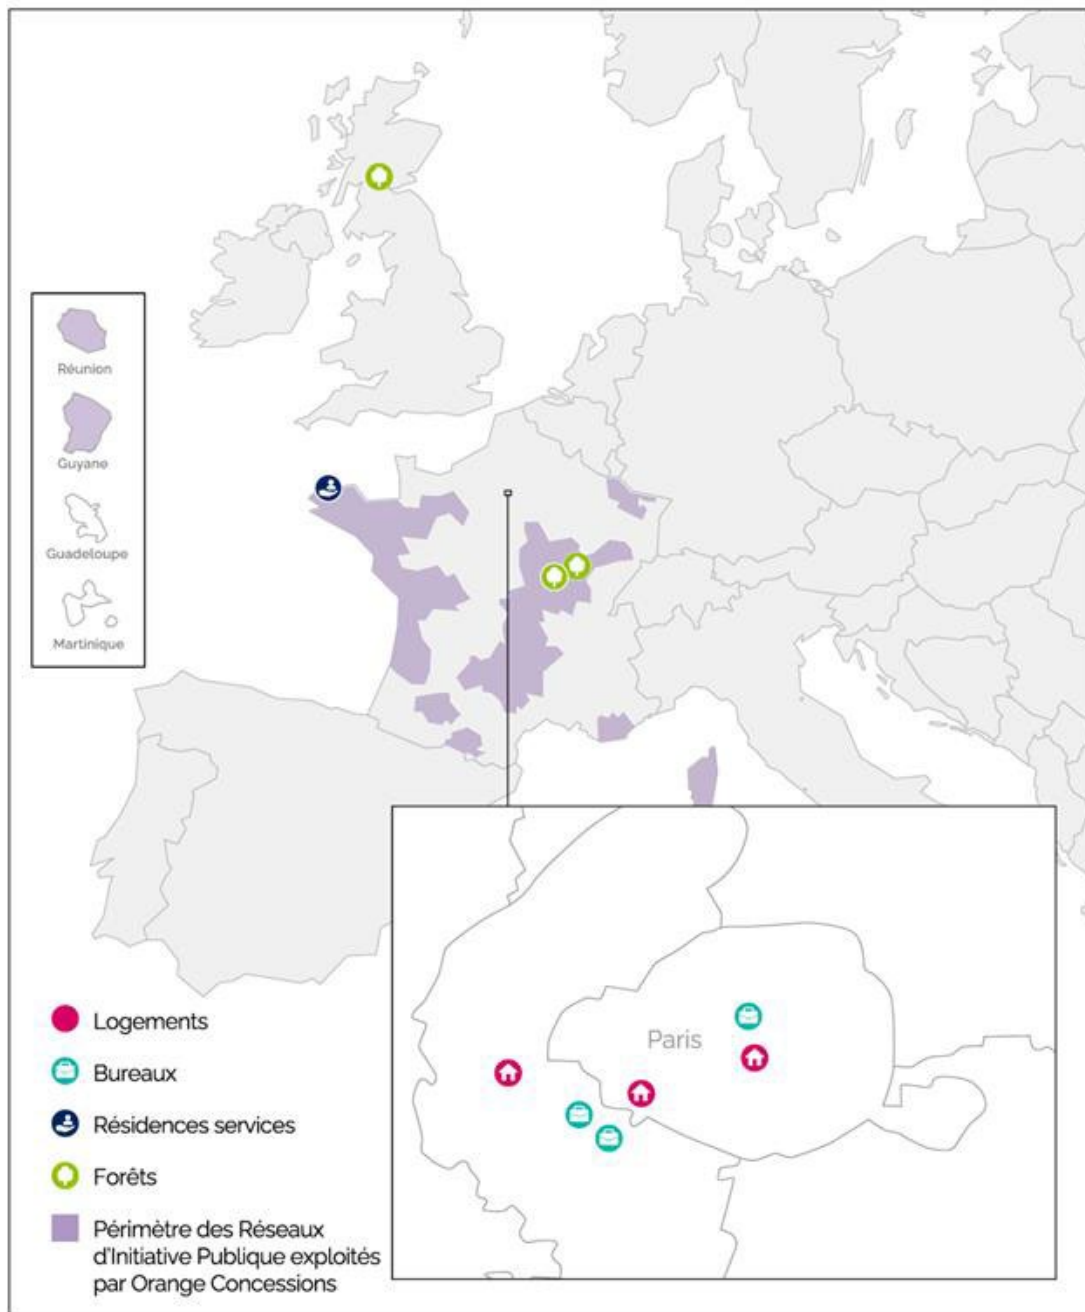 Réunion
Guyane
Guadeloupe
Martinique
Paris
Logements
Bureaux
Résidences services
Forêts
Périmètre des Réseaux
d'Initiative Publique exploités
par Orange Concessions